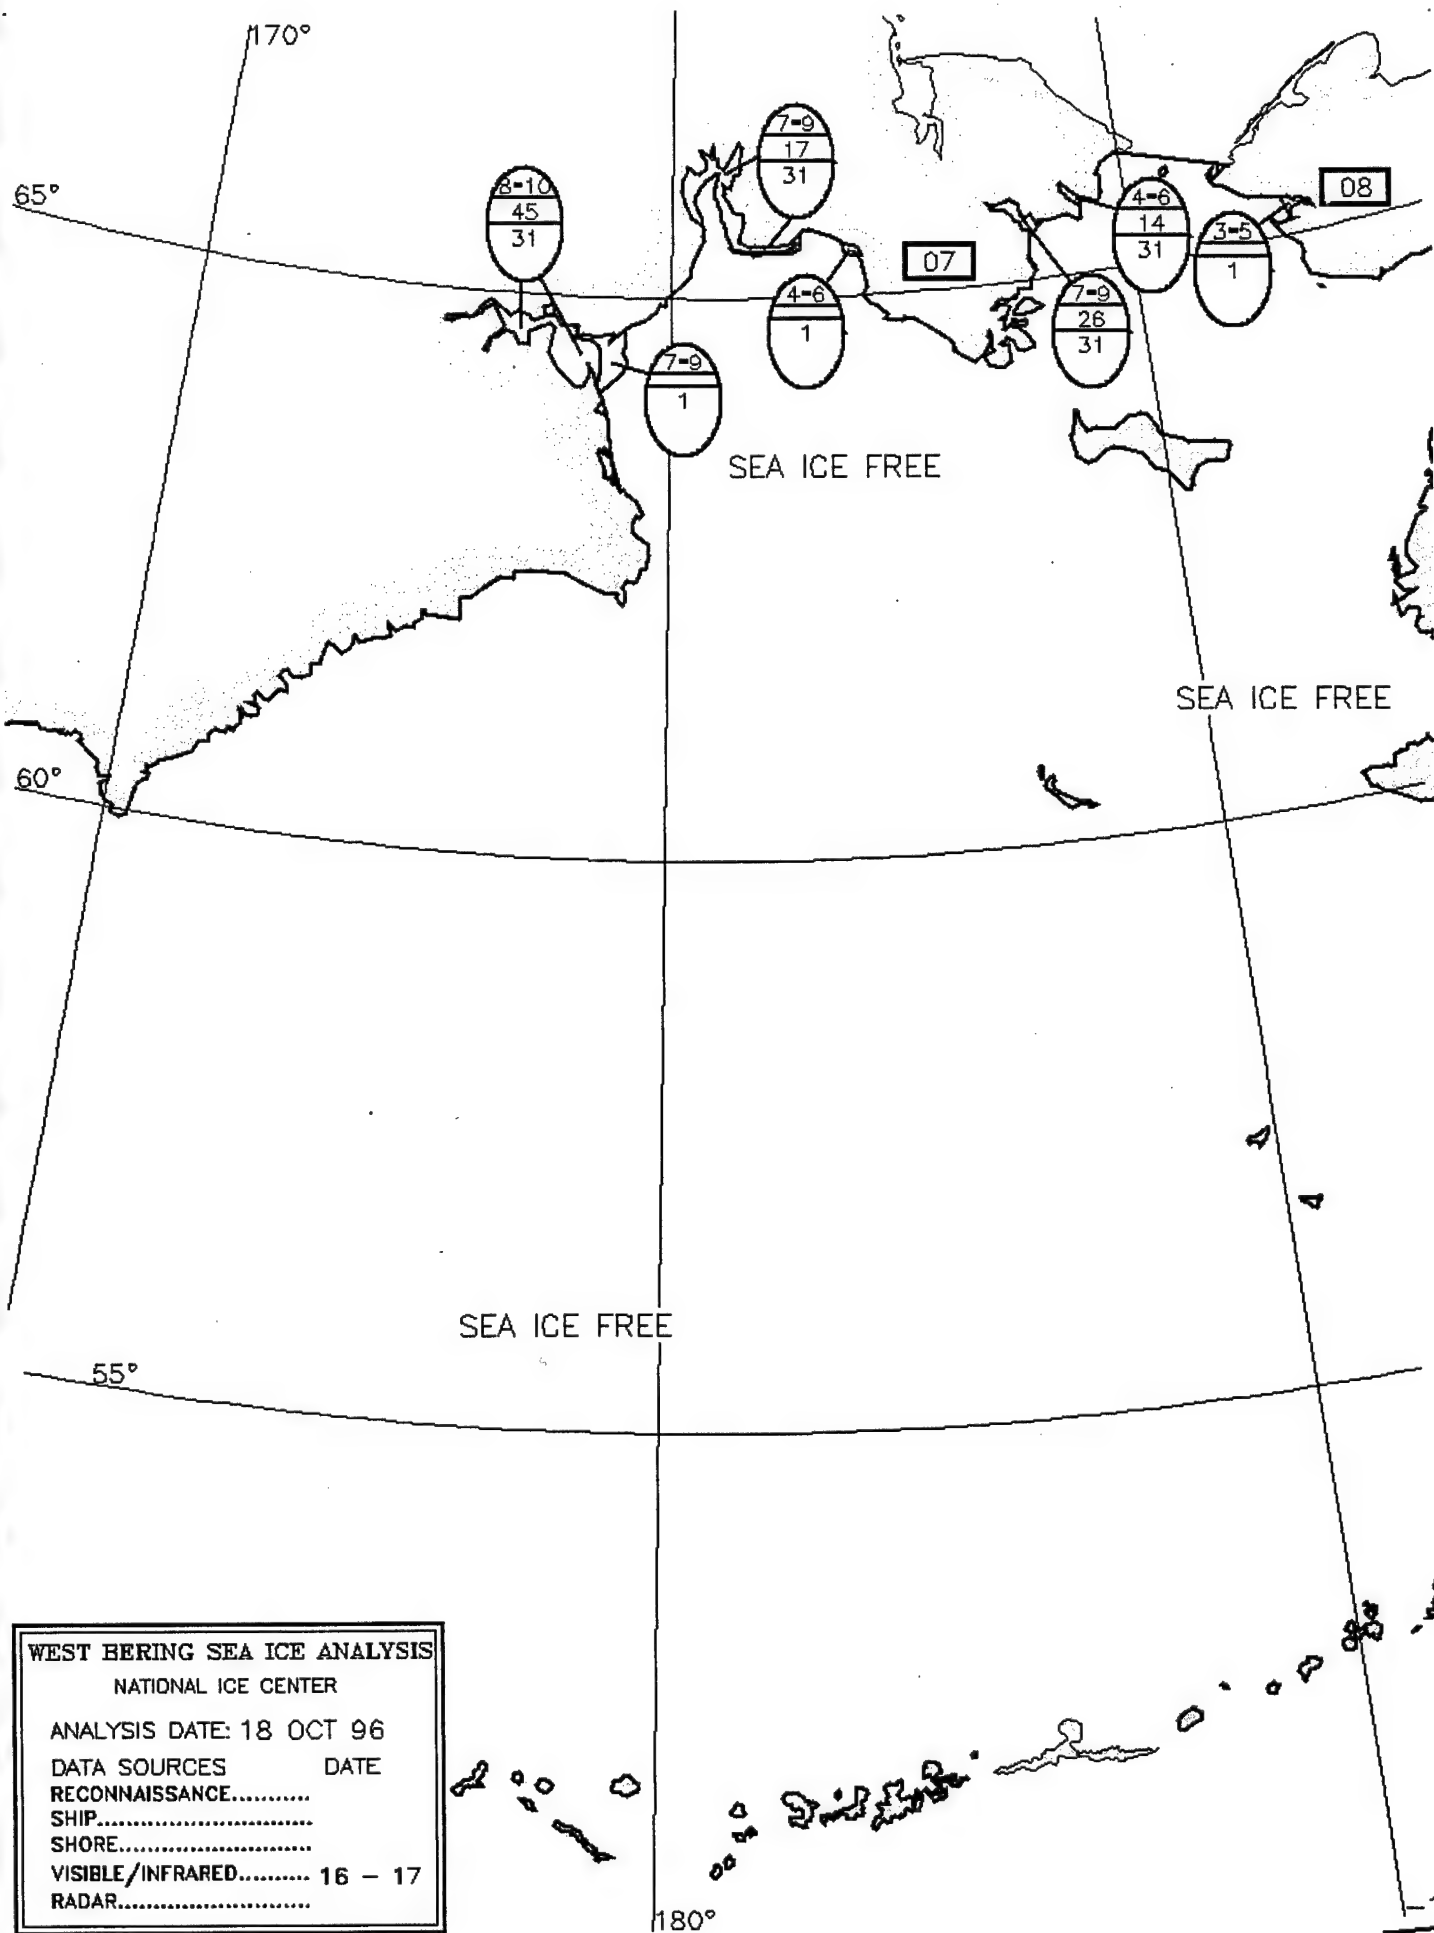 170°
65°
8-10
45
31
7-9
17
31
08
4-6
14
31
3-5
1
07
4-6
1
7-9
26
31
7-9
1
SEA ICE FREE
SEA ICE FREE
60°
SEA ICE FREE
55°
WEST BERING SEA ICE ANALYSIS
NATIONAL ICE CENTER
ANALYSIS DATE: 18 OCT 96
DATA SOURCES DATE
RECONNAISSANCE...........
SHIP..............................
SHORE...........................
VISIBLE/INFRARED.......... 16 - 17
RADAR...........................
180°